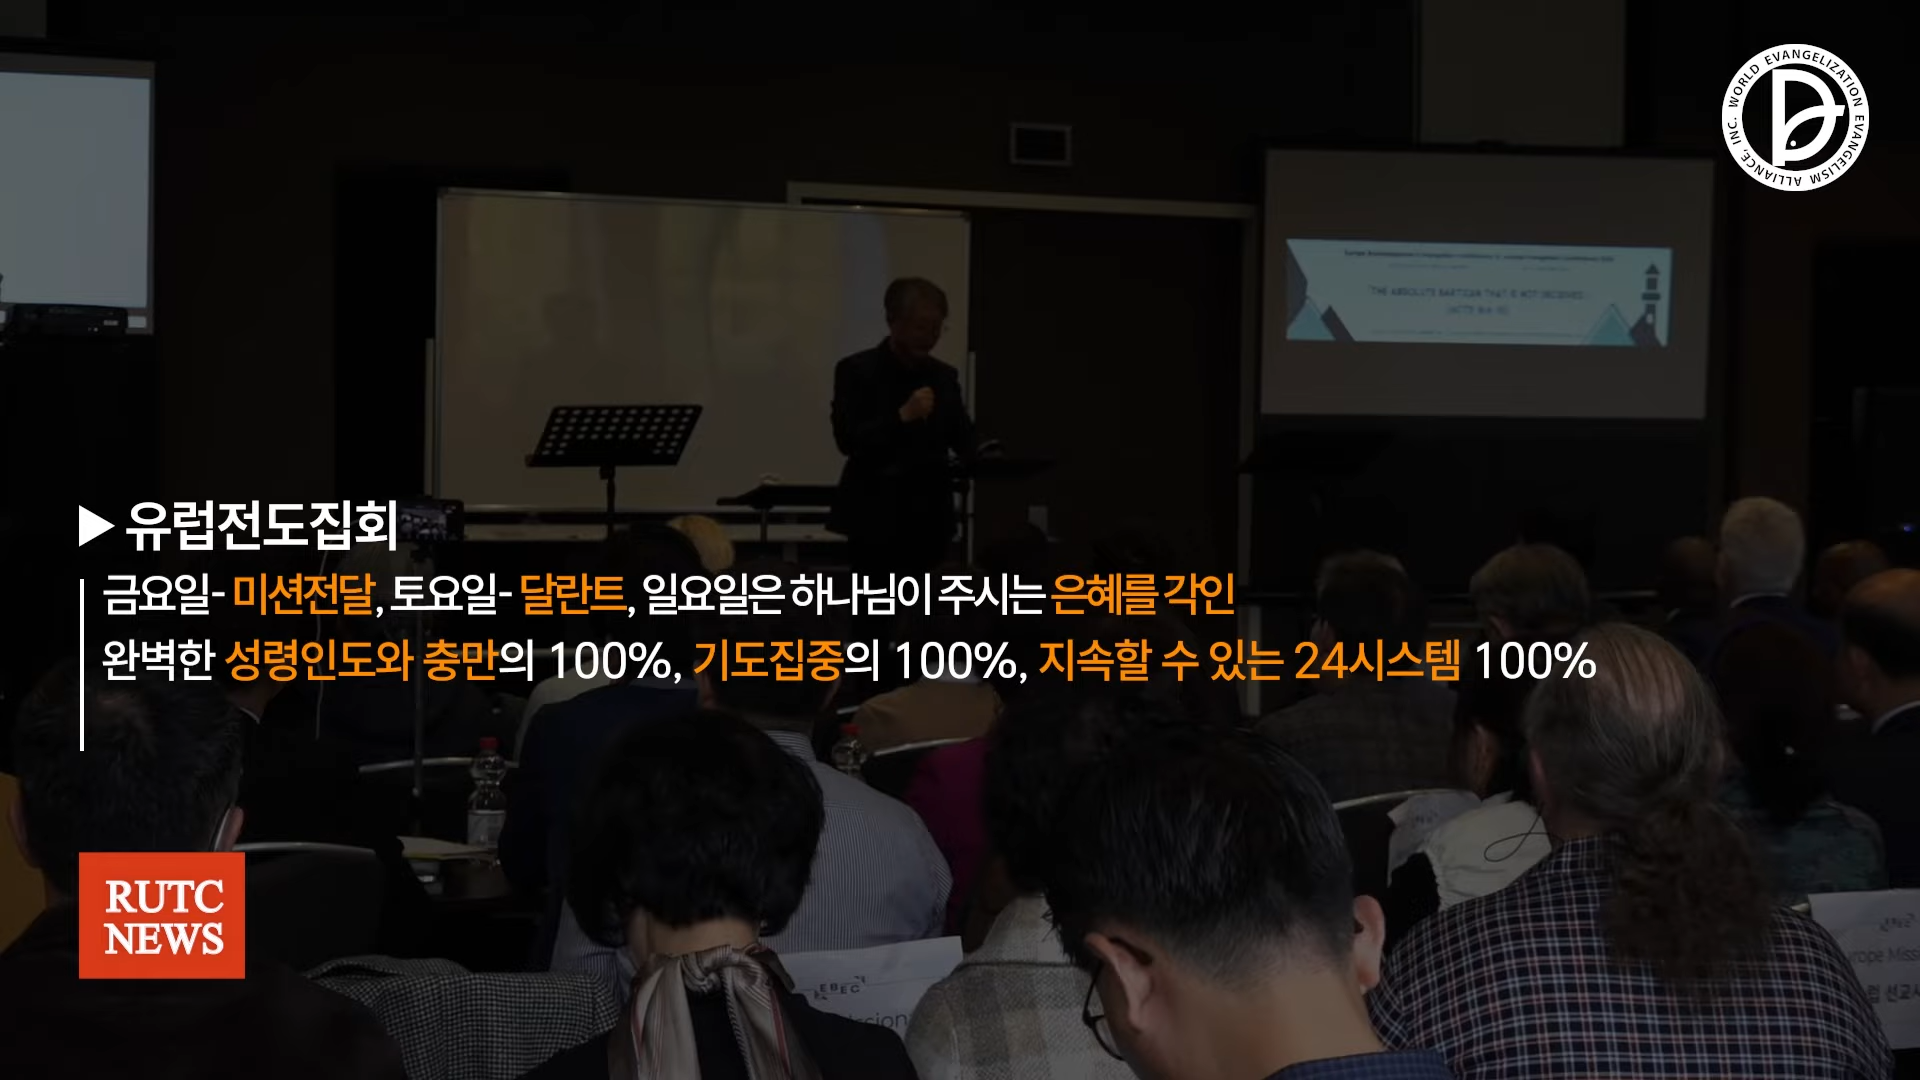 WORLD EVANGELIZATION EVANGELISM ALLIANCE, INC.
▶ 유럽전도집회
금요일- 미션전달, 토요일- 달란트, 일요일은 하나님이 주시는 은혜를 각인
완벽한 성령인도와 충만의 100%, 기도집중의 100%, 지속할 수 있는 24시스템 100%
RUTC
NEWS
EBEC